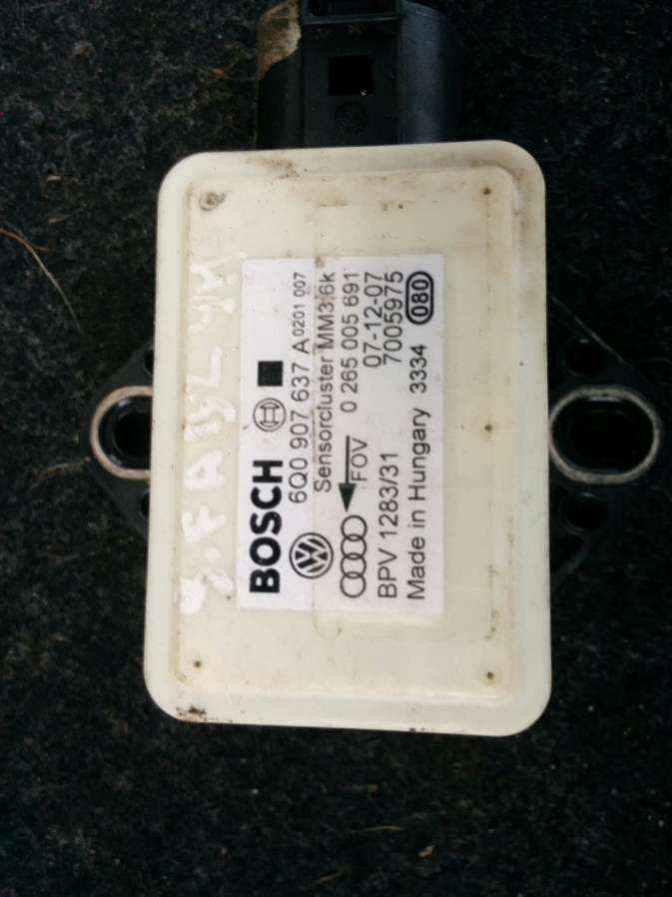 BOSCH
6Q0 907 637 A 0201 007
Sensorcluster MM3.6k
FOV 0 265 005 691
07-12-07
BPV 1283/31 7005975
Made in Hungary 3334 080